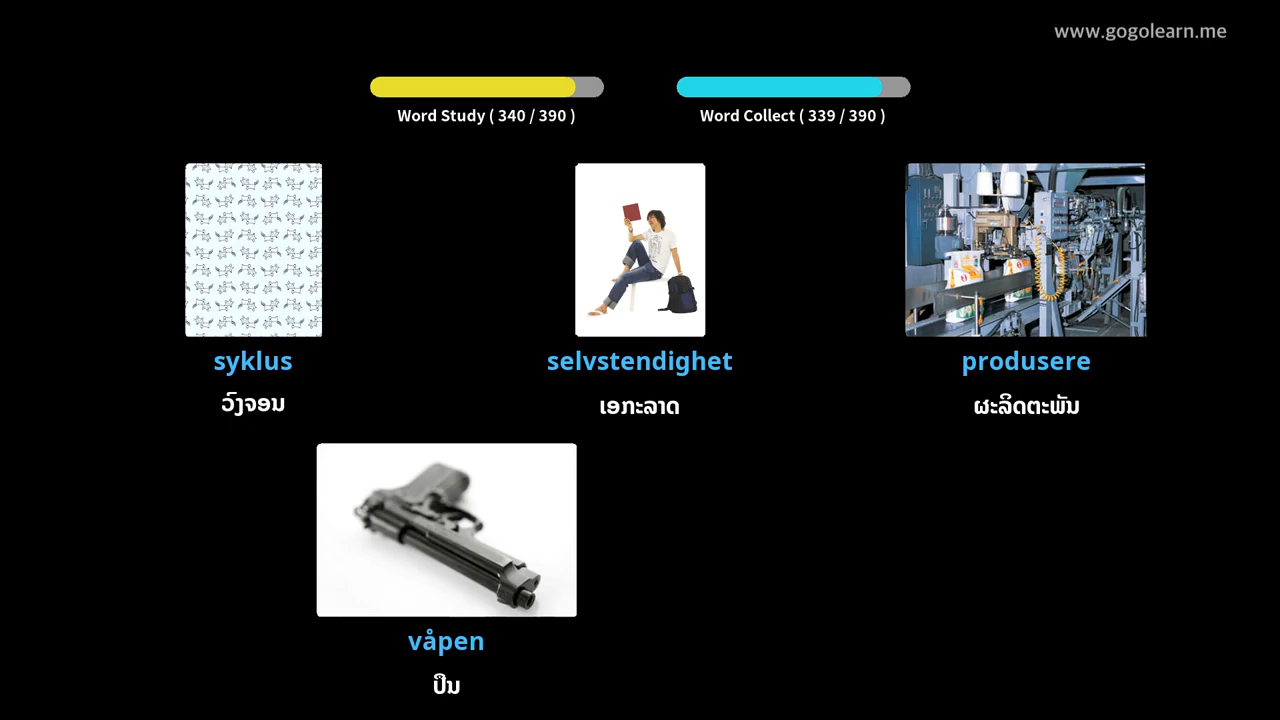 www.gogolearn.me
Word Study ( 340 / 390 )
Word Collect ( 339 / 390 )
syklus
ວົງຈອນ
selvstendighet
ເອກະລາດ
produsere
ຜະລິດຕະພັນ
våpen
ປືນ